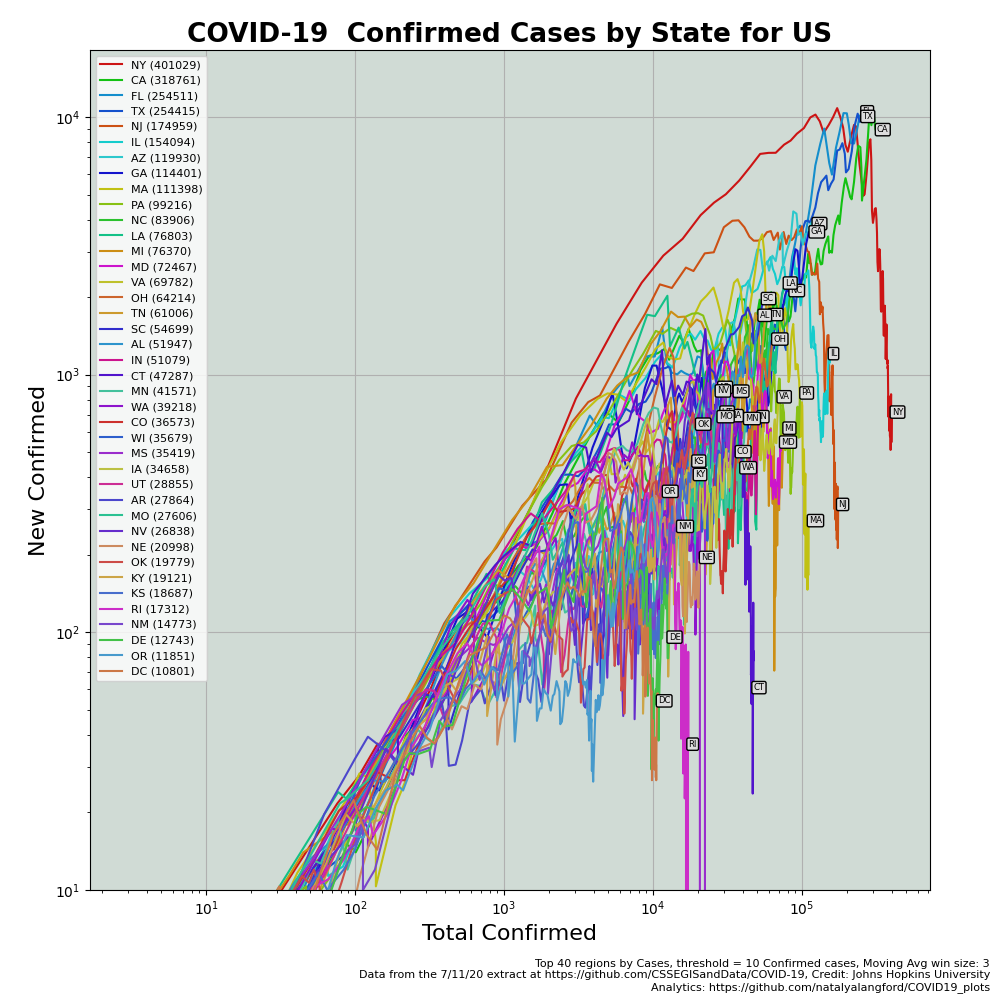 COVID-19 Confirmed Cases by State for US
New Confirmed
10^4
10^3
10^2
10^1
NY (401029)
CA (318761)
FL (254511)
TX (254415)
NJ (174959)
IL (154094)
AZ (119930)
GA (114401)
MA (111398)
PA (99216)
NC (83906)
LA (76803)
MI (76370)
MD (72467)
VA (69782)
OH (64214)
TN (61006)
SC (54699)
AL (51947)
IN (51079)
CT (47287)
MN (41571)
WA (39218)
CO (36573)
WI (35679)
MS (35419)
IA (34658)
UT (28855)
AR (27864)
MO (27606)
NV (26838)
NE (20998)
OK (19779)
KY (19121)
KS (18687)
RI (17312)
NM (14773)
DE (12743)
OR (11851)
DC (10801)
TX
CA
AZ
GA
LA
NC
SC
AL
TN
OH
IL
NV
MS
VA
PA
NY
MO
MN
OK
MI
MD
CO
KS
WA
KY
OR
NJ
NM
MA
NE
DE
CT
DC
RI
10^1 10^2 10^3 10^4 10^5
Total Confirmed
Top 40 regions by Cases, threshold = 10 Confirmed cases, Moving Avg win size: 3
Data from the 7/11/20 extract at https://github.com/CSSEGISandData/COVID-19, Credit: Johns Hopkins University
Analytics: https://github.com/natalyalangford/COVID19_plots